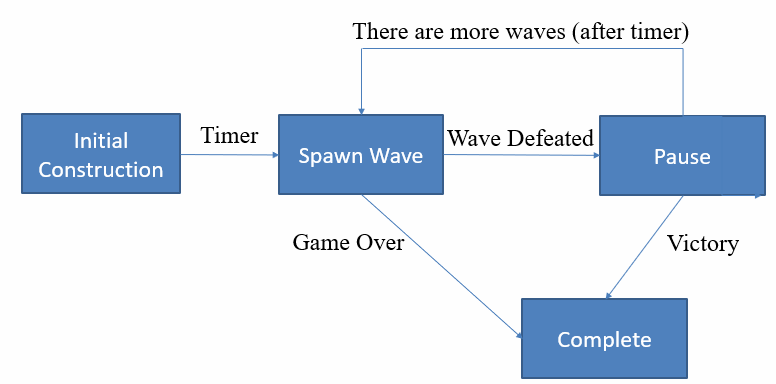 There are more waves (after timer)
Initial
Construction
Timer
Spawn Wave
Wave Defeated
Pause
Game Over
Victory
Complete